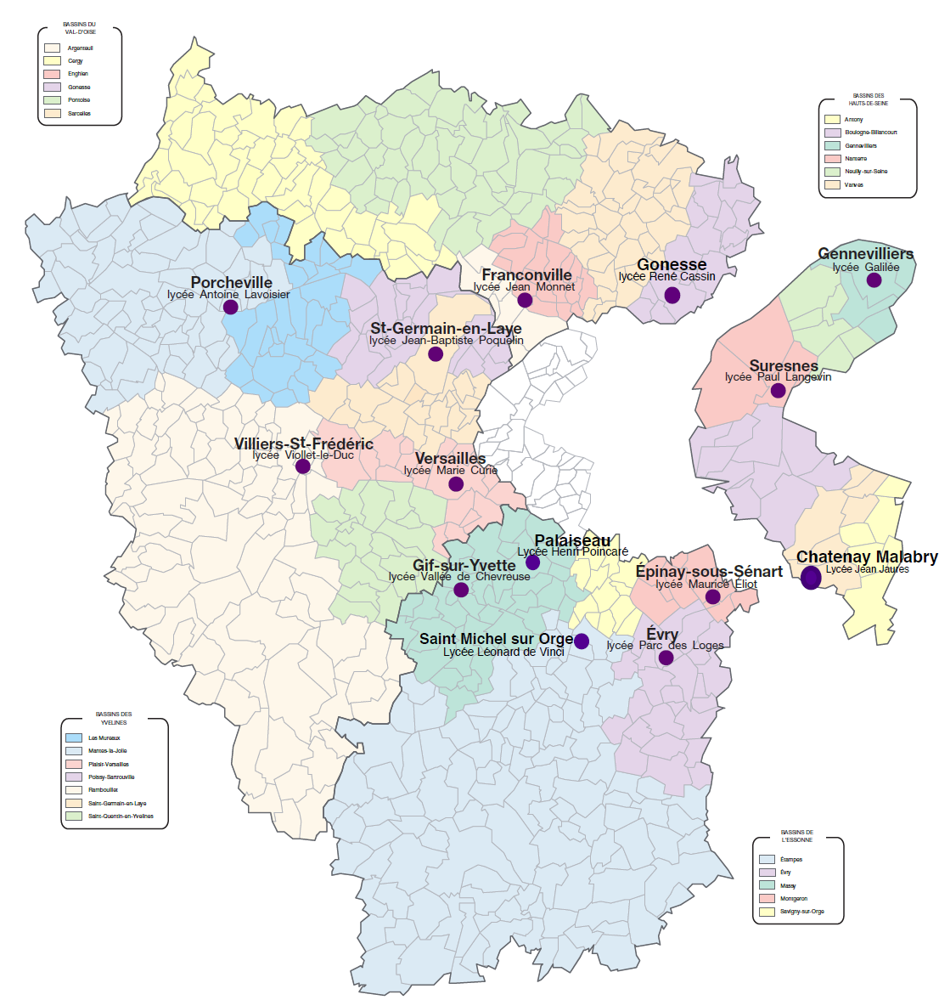 BASSINS DU
VAL-D'OISE
Argenteuil
Cergy
Enghien
Gonesse
Pontoise
Sarcelles
BASSINS DES
HAUTS-DE-SEINE
Antony
Boulogne-Billancourt
Gennevilliers
Nanterre
Neuilly-sur-Seine
Vanves
Gennevilliers
lycée Galilée
Gonesse
lycée René Cassin
Franconville
lycée Jean Monnet
Porcheville
lycée Antoine Lavoisier
St-Germain-en-Laye
lycée Jean-Baptiste Poquelin
Suresnes
lycée Paul Langevin
Villiers-St-Frédéric
lycée Viollet-le-Duc
Versailles
lycée Marie Curie
Palaiseau
Lycée Henri Poincaré
Chatenay Malabry
Lycée Jean Jaurès
Gif-sur-Yvette
lycée Vallée de Chevreuse
Épinay-sous-Sénart
lycée Maurice Éliot
Saint Michel sur Orge
Lycée Léonard de Vinci
Évry
lycée Parc des Loges
BASSINS DES
YVELINES
Les Mureaux
Mantes-la-Jolie
Plaisir-Versailles
Poissy-Sartrouville
Rambouillet
Saint-Germain-en-Laye
Saint-Quentin-en-Yvelines
BASSINS DE
L'ESSONNE
Étampes
Évry
Massy
Montgeron
Savigny-sur-Orge